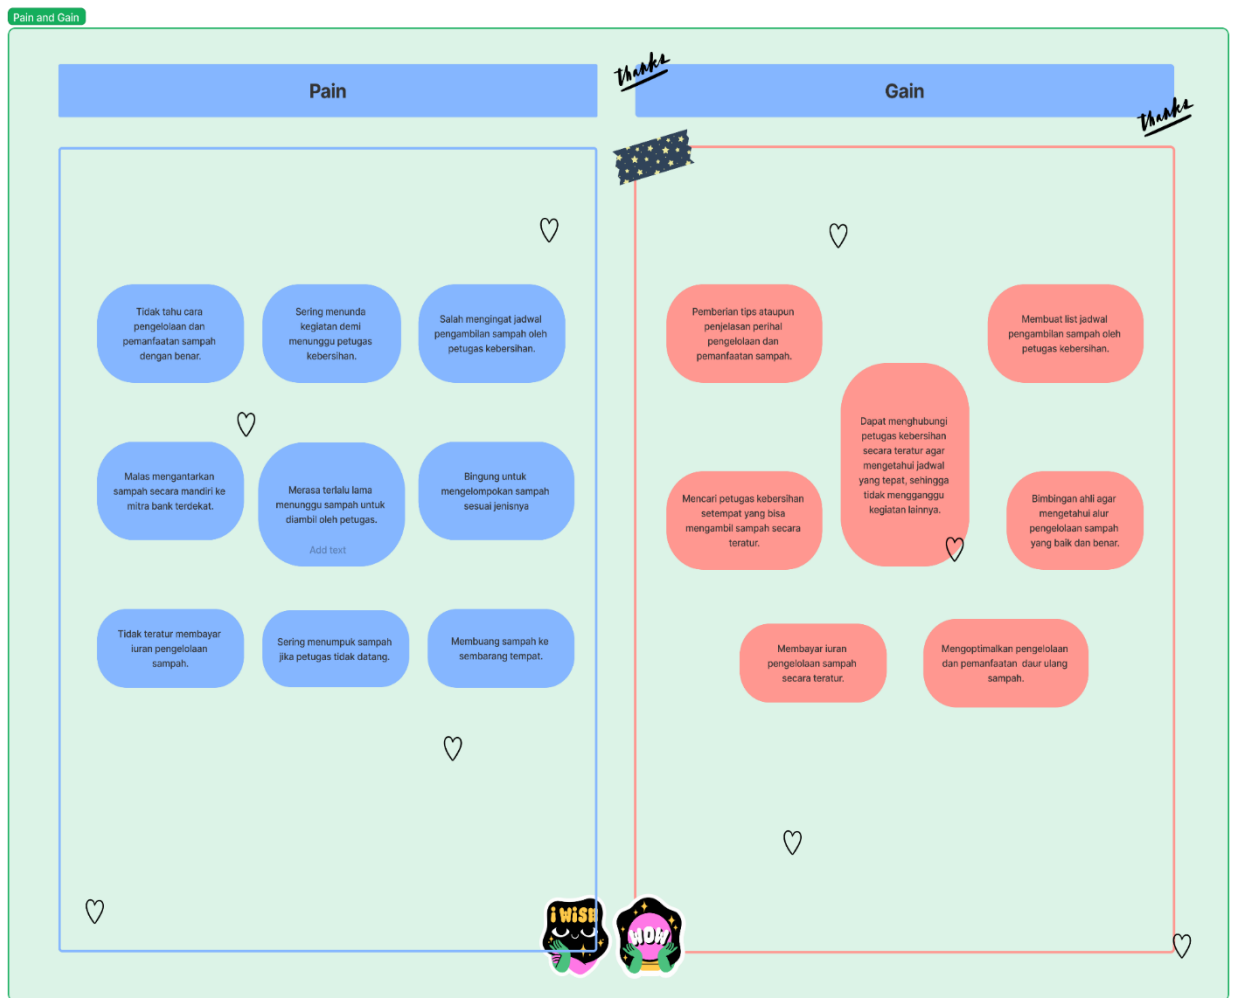 Pain and Gain
Pain
thanks
Gain
thanks
Tidak tahu cara
pengelolaan dan
pemanfaatan sampah
dengan benar.
Sering menunda
kegiatan demi
menunggu petugas
kebersihan.
Salah mengingat jadwal
pengambilan sampah oleh
petugas kebersihan.
Malas mengantarkan
sampah secara mandiri ke
mitra bank terdekat.
Merasa terlalu lama
menunggu sampah untuk
diambil oleh petugas.
Add text
Bingung untuk
mengelompokan sampah
sesuai jenisnya
Tidak teratur membayar
iuran pengelolaan
sampah.
Sering menumpuk sampah
jika petugas tidak datang.
Membuang sampah ke
sembarang tempat.
Pemberian tips ataupun
penjelasan perihal
pengelolaan dan
pemanfaatan sampah.
Membuat list jadwal
pengambilan sampah oleh
petugas kebersihan.
Dapat menghubungi
petugas kebersihan
secara teratur agar
mengetahui jadwal
yang tepat, sehingga
tidak mengganggu
kegiatan lainnya.
Mencari petugas kebersihan
setempat yang bisa
mengambil sampah secara
teratur.
Bimbingan ahli agar
mengetahui alur
pengelolaan sampah
yang baik dan benar.
Membayar iuran
pengelolaan sampah
secara teratur.
Mengoptimalkan pengelolaan
dan pemanfaatan daur ulang
sampah.
i WiSH
WOW